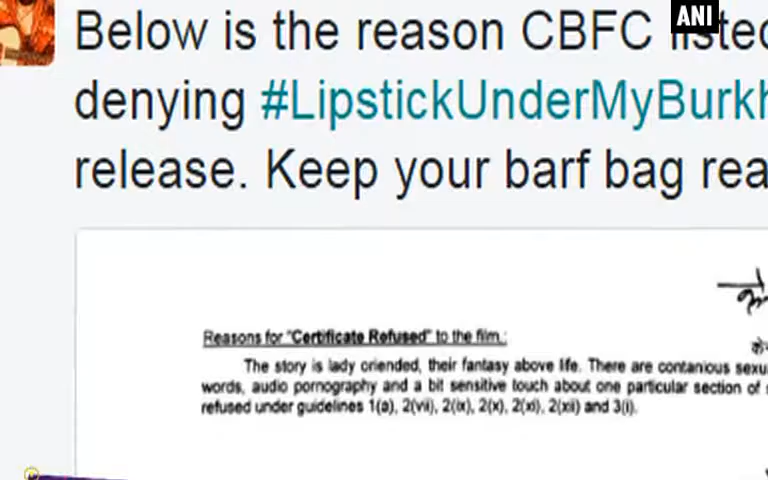 ANI
Below is the reason CBFC listed
denying #LipstickUnderMyBurkh
release. Keep your barf bag rea
Reasons for "Certificate Refused" to the film.:
The story is lady oriended, their fantasy above life. There are contanious sexu
words, audio pornography and a bit sensitive touch about one particular section of
refused under guidelines 1(a), 2(vii), 2(ix), 2(x), 2(xi), 2(xii) and 3(i).